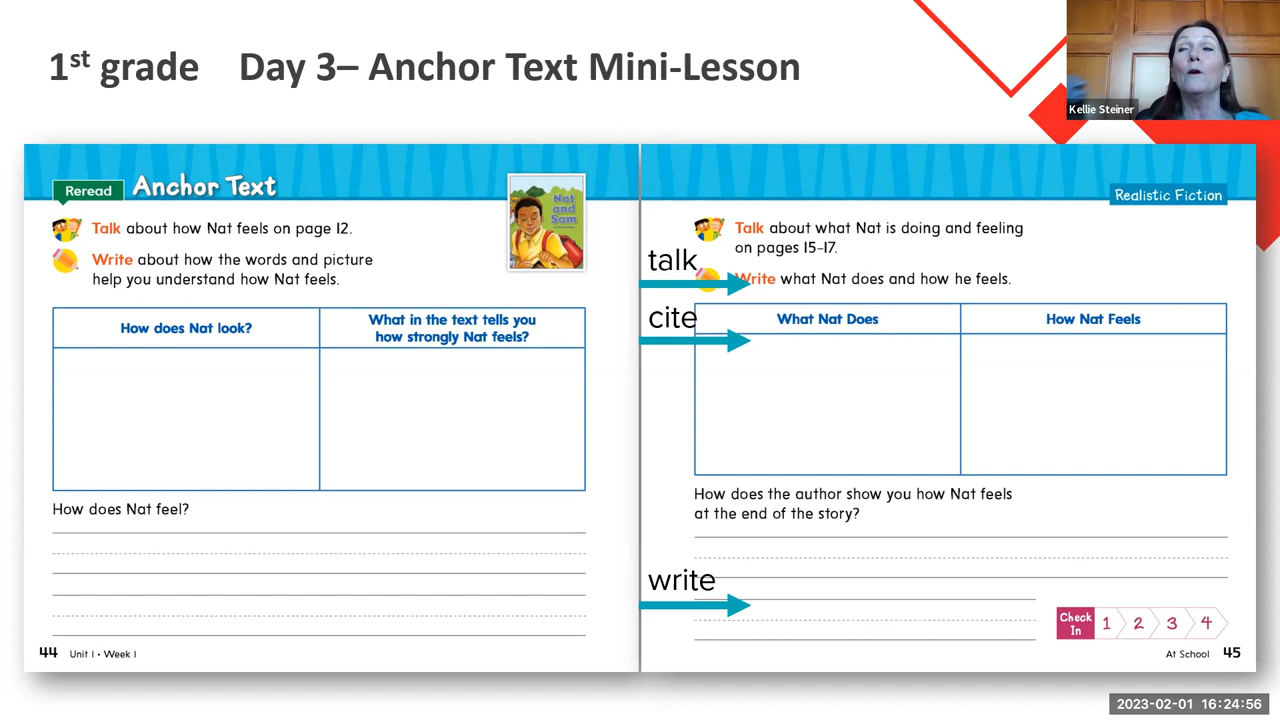 1st grade Day 3– Anchor Text Mini-Lesson
Kellie Steiner
Reread
Anchor Text
Nat
and
Sam
Talk about how Nat feels on page 12.
Write about how the words and picture
help you understand how Nat feels.
How does Nat look?
What in the text tells you
how strongly Nat feels?
How does Nat feel?
44 Unit 1 • Week 1
Realistic Fiction
Talk about what Nat is doing and feeling
on pages 15–17.
talk
Write what Nat does and how he feels.
cite
What Nat Does
How Nat Feels
How does the author show you how Nat feels
at the end of the story?
write
Check
In
1 2 3 4
At School 45
2023-02-01 16:24:56